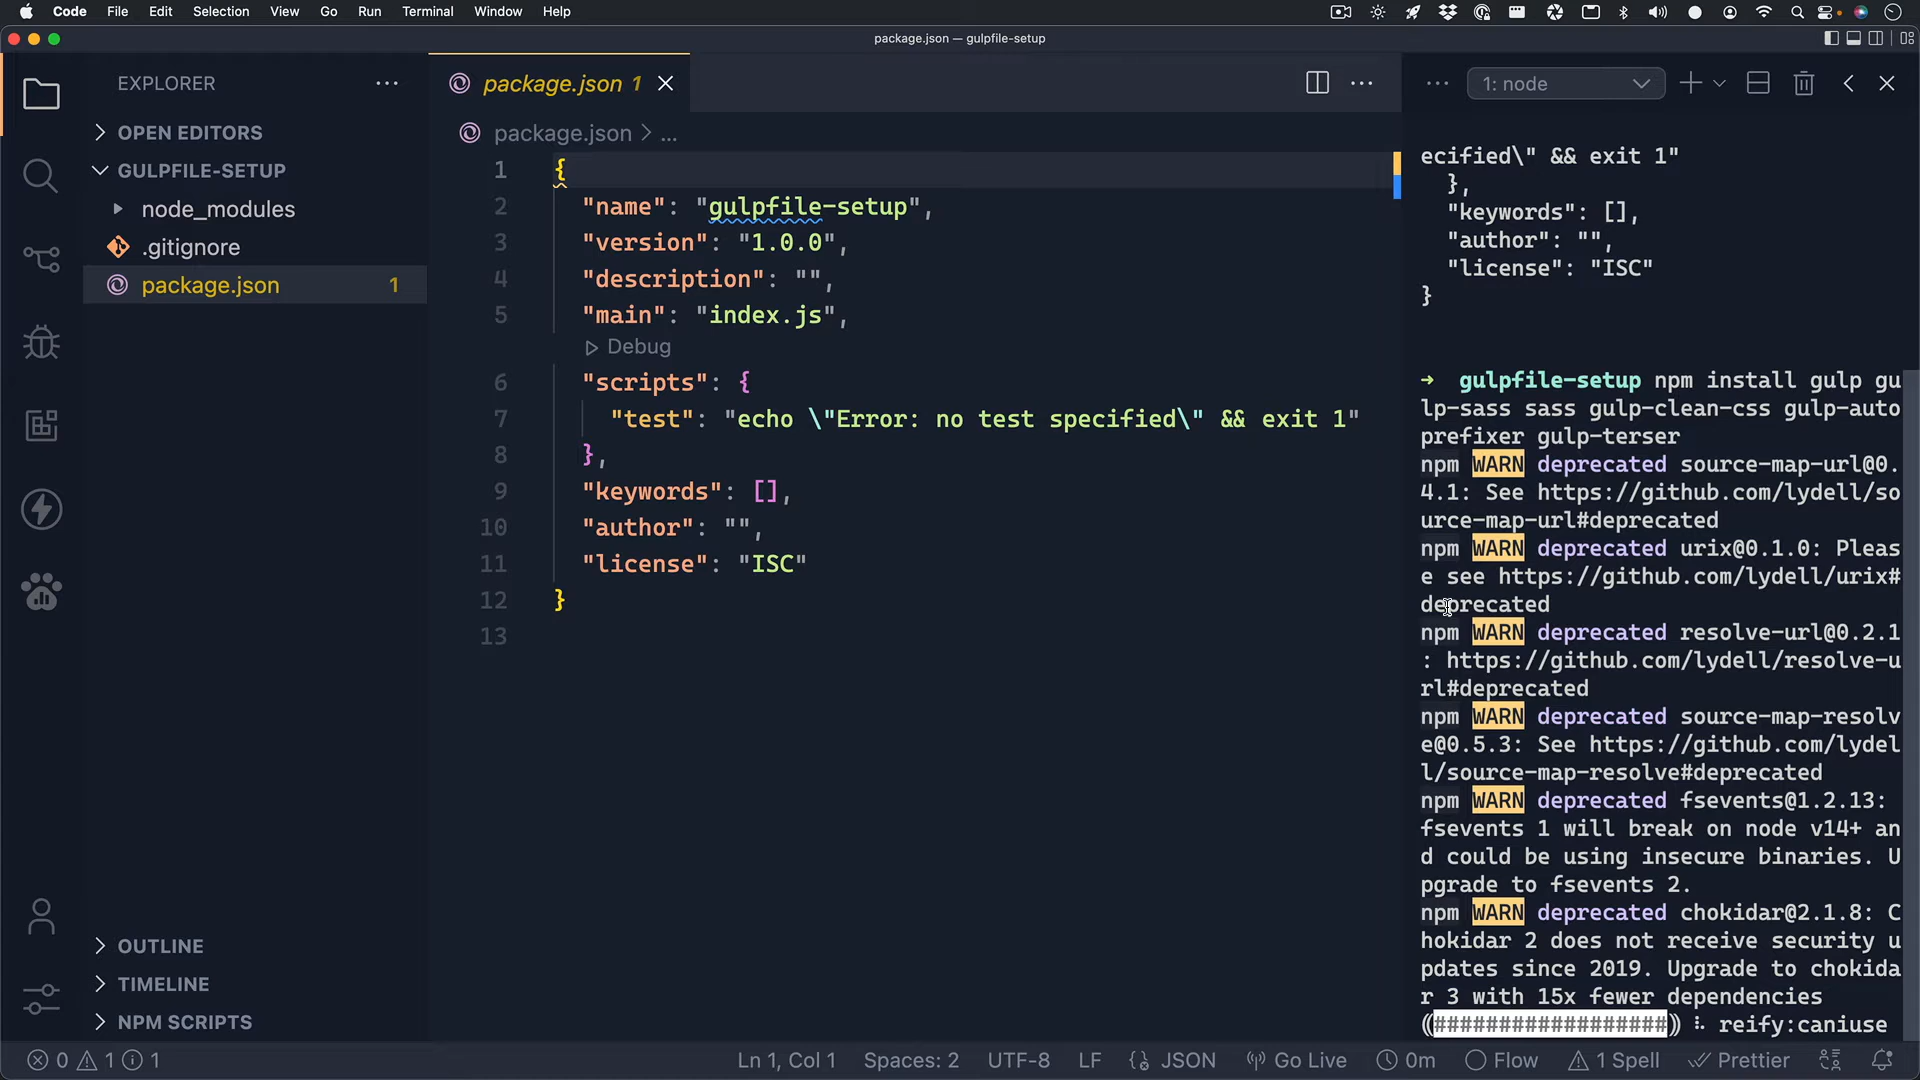 Code File Edit Selection View Go Run Terminal Window Help
package.json — gulpfile-setup
EXPLORER
OPEN EDITORS
GULPFILE-SETUP
node_modules
.gitignore
package.json 1
OUTLINE
TIMELINE
NPM SCRIPTS
package.json 1
package.json > ...
1 {
2 "name": "gulpfile-setup",
3 "version": "1.0.0",
4 "description": "",
5 "main": "index.js",
Debug
6 "scripts": {
7 "test": "echo \"Error: no test specified\" && exit 1"
8 },
9 "keywords": [],
10 "author": "",
11 "license": "ISC"
12 }
13
1: node
ecified\" && exit 1"
},
"keywords": [],
"author": "",
"license": "ISC"
}
→ gulpfile-setup npm install gulp gu
lp-sass sass gulp-clean-css gulp-auto
prefixer gulp-terser
npm WARN deprecated source-map-url@0.
4.1: See https://github.com/lydell/so
urce-map-url#deprecated
npm WARN deprecated urix@0.1.0: Pleas
e see https://github.com/lydell/urix#
deprecated
npm WARN deprecated resolve-url@0.2.1
: https://github.com/lydell/resolve-u
rl#deprecated
npm WARN deprecated source-map-resolv
e@0.5.3: See https://github.com/lydel
l/source-map-resolve#deprecated
npm WARN deprecated fsevents@1.2.13:
fsevents 1 will break on node v14+ an
d could be using insecure binaries. U
pgrade to fsevents 2.
npm WARN deprecated chokidar@2.1.8: C
hokidar 2 does not receive security u
pdates since 2019. Upgrade to chokida
r 3 with 15x fewer dependencies
(##################) ⠧ reify:caniuse
0 1 1 Ln 1, Col 1 Spaces: 2 UTF-8 LF {} JSON Go Live 0m Flow 1 Spell Prettier